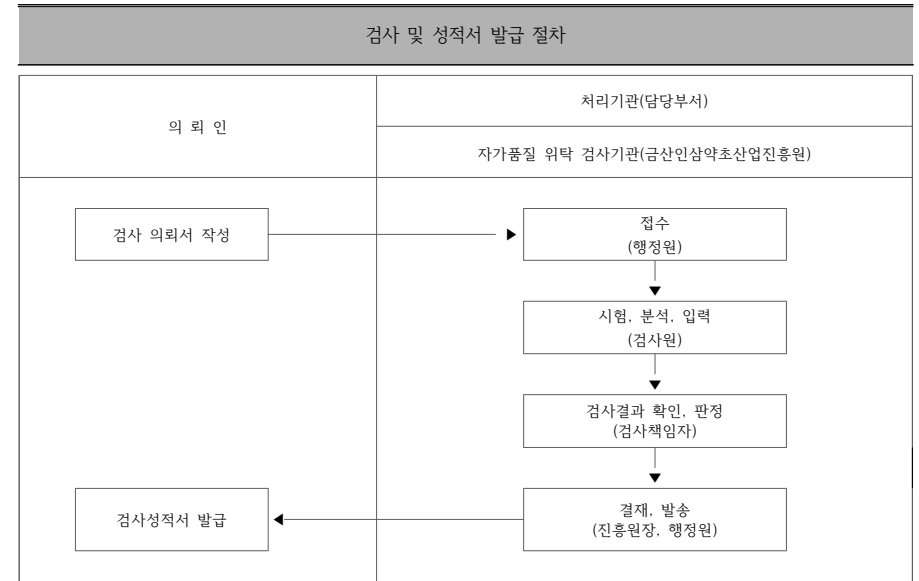 검사 및 성적서 발급 절차
의 뢰 인
처리기관(담당부서)
자가품질 위탁 검사기관(금산인삼약초산업진흥원)
검사 의뢰서 작성
접수
(행정원)
시험, 분석, 입력
(검사원)
검사결과 확인, 판정
(검사책임자)
검사성적서 발급
결재, 발송
(진흥원장, 행정원)